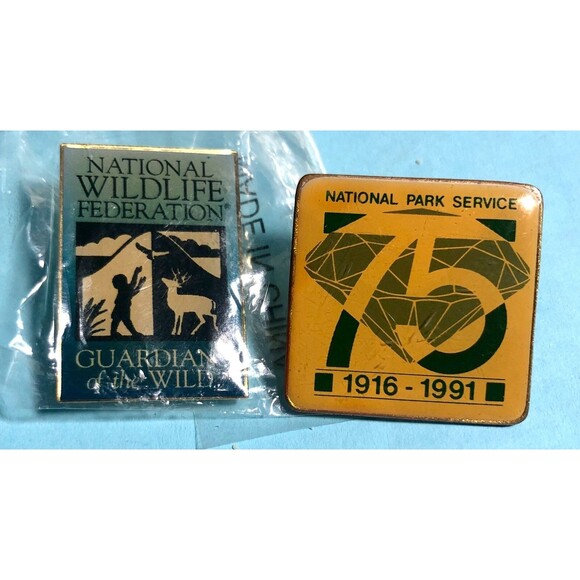 NATIONAL
WILDLIFE
FEDERATION®
GUARDIAN
of the WILD
NATIONAL PARK SERVICE
75
1916 - 1991
MADE IN CHINA